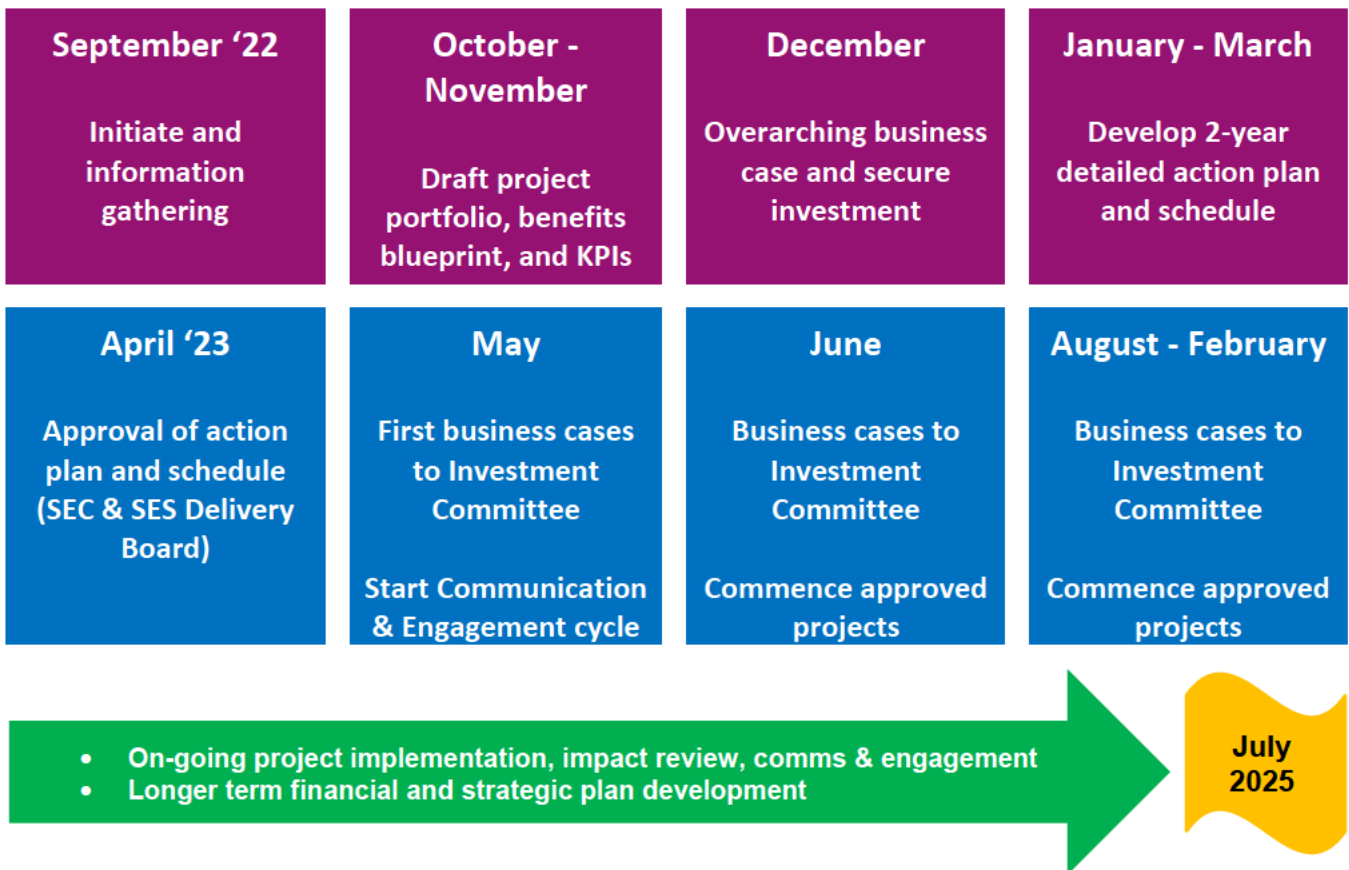 September ‘22
Initiate and
information
gathering
October -
November
Draft project
portfolio, benefits
blueprint, and KPIs
December
Overarching business
case and secure
investment
January - March
Develop 2-year
detailed action plan
and schedule
April ‘23
Approval of action
plan and schedule
(SEC & SES Delivery
Board)
May
First business cases
to Investment
Committee
Start Communication
& Engagement cycle
June
Business cases to
Investment
Committee
Commence approved
projects
August - February
Business cases to
Investment
Committee
Commence approved
projects
• On-going project implementation, impact review, comms & engagement
• Longer term financial and strategic plan development
July
2025